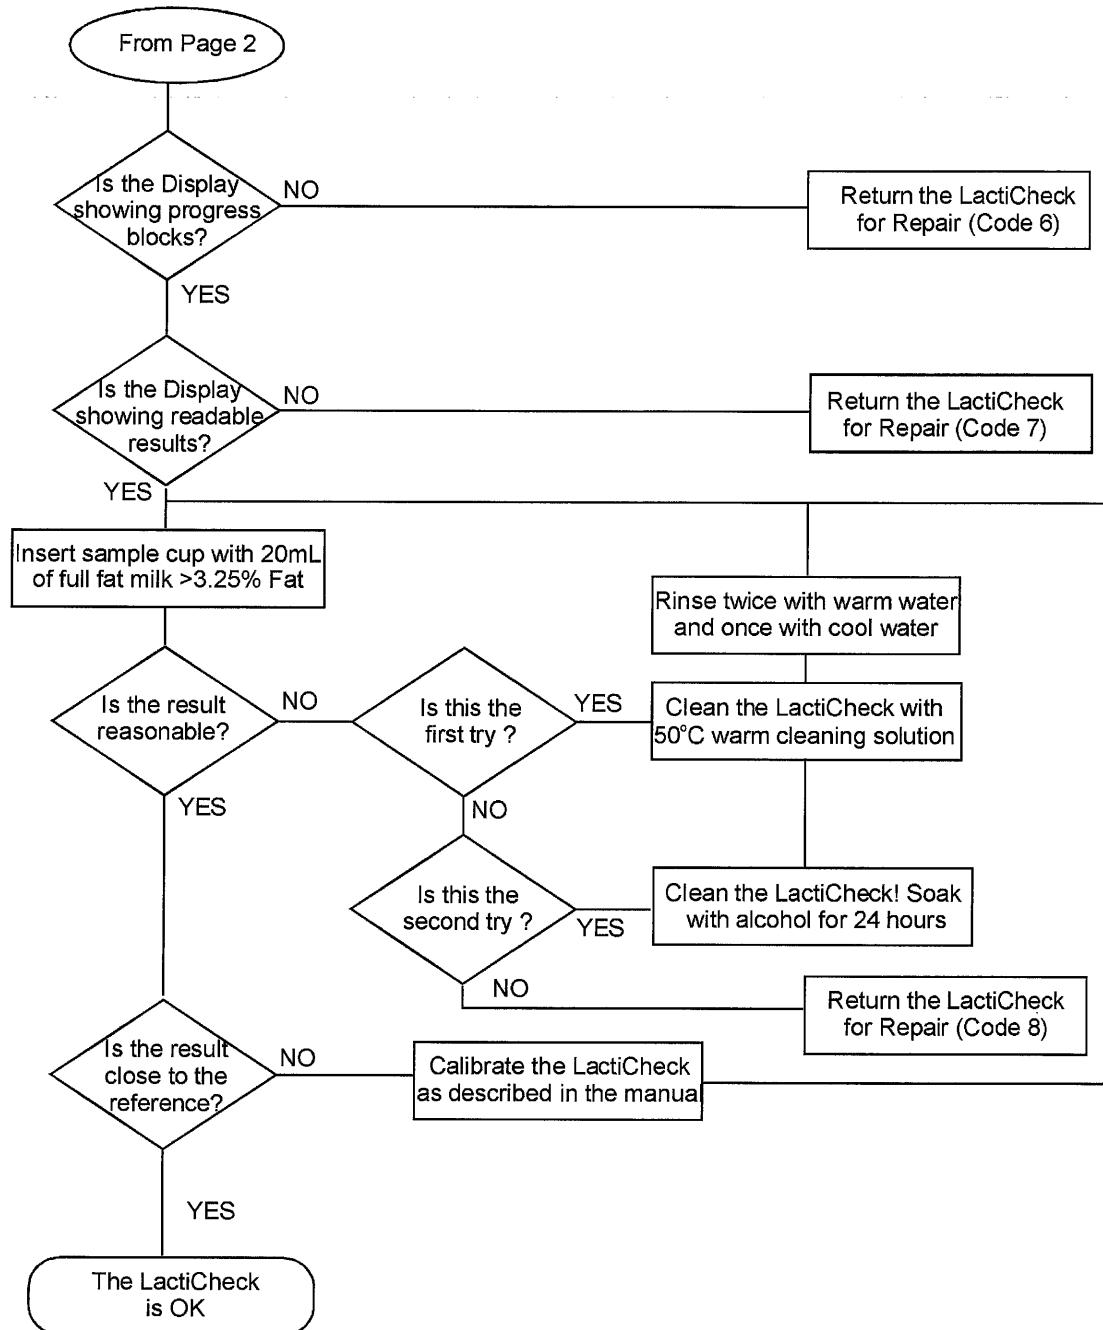 From Page 2
Is the Display
showing progress
blocks?
NO
Return the LactiCheck
for Repair (Code 6)
YES
Is the Display
showing readable
results?
NO
Return the LactiCheck
for Repair (Code 7)
YES
Insert sample cup with 20mL
of full fat milk >3.25% Fat
Rinse twice with warm water
and once with cool water
Is the result
reasonable?
NO
Is this the
first try ?
YES
Clean the LactiCheck with
50°C warm cleaning solution
YES
NO
Is this the
second try ?
YES
Clean the LactiCheck! Soak
with alcohol for 24 hours
NO
Return the LactiCheck
for Repair (Code 8)
Is the result
close to the
reference?
NO
Calibrate the LactiCheck
as described in the manual
YES
The LactiCheck
is OK